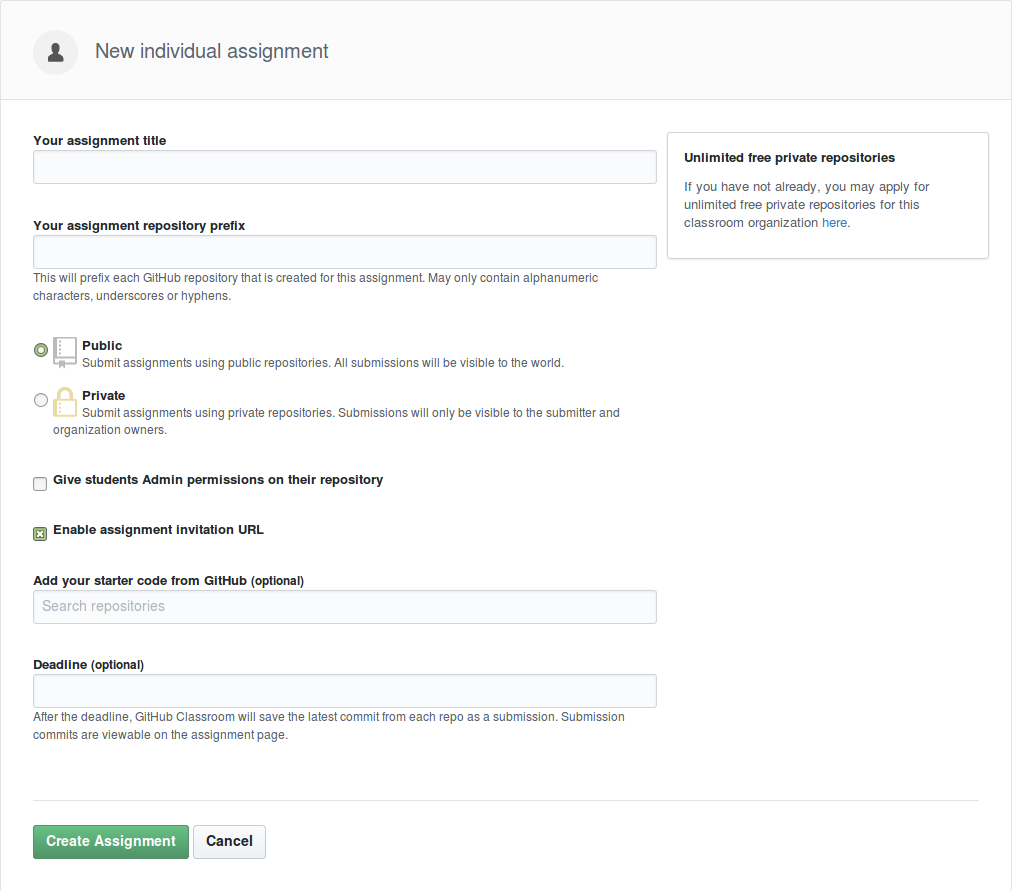 New individual assignment
Your assignment title
Your assignment repository prefix
This will prefix each GitHub repository that is created for this assignment. May only contain alphanumeric
characters, underscores or hyphens.
Public
Submit assignments using public repositories. All submissions will be visible to the world.
Private
Submit assignments using private repositories. Submissions will only be visible to the submitter and
organization owners.
Give students Admin permissions on their repository
Enable assignment invitation URL
Add your starter code from GitHub (optional)
Search repositories
Deadline (optional)
After the deadline, GitHub Classroom will save the latest commit from each repo as a submission. Submission
commits are viewable on the assignment page.
Create Assignment
Cancel
Unlimited free private repositories
If you have not already, you may apply for
unlimited free private repositories for this
classroom organization here.